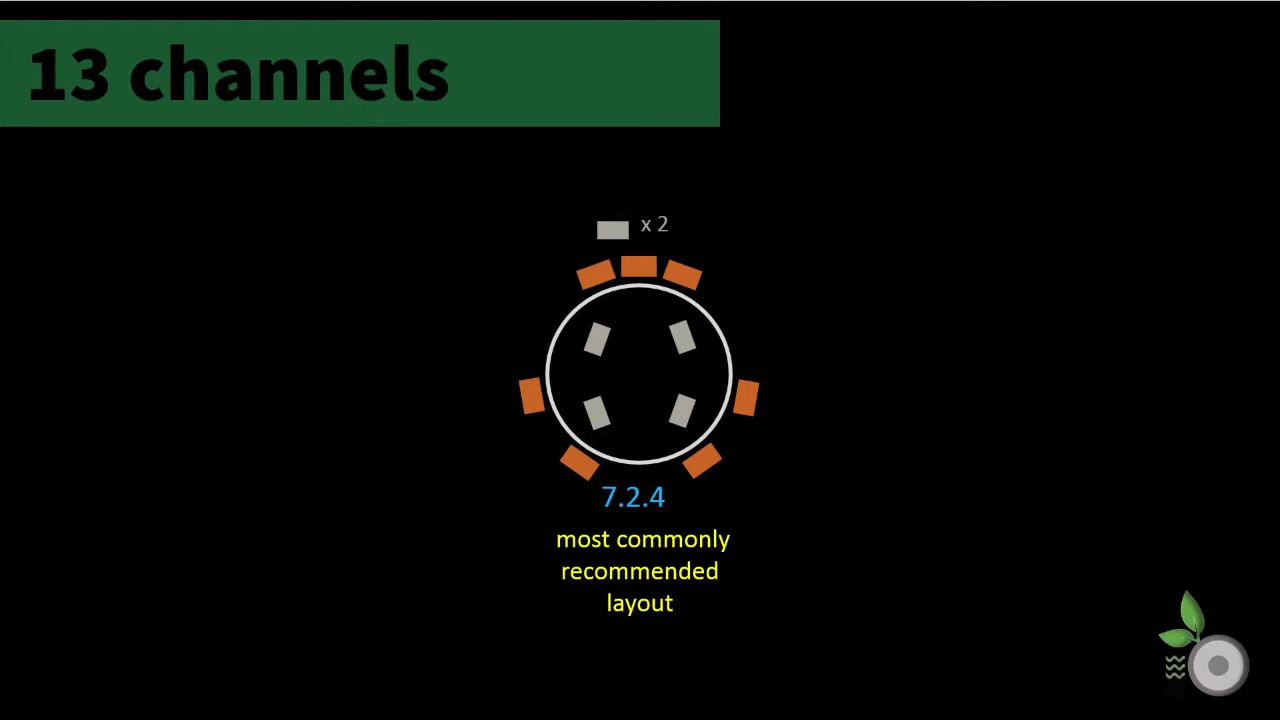 13 channels
x 2
7.2.4
most commonly
recommended
layout